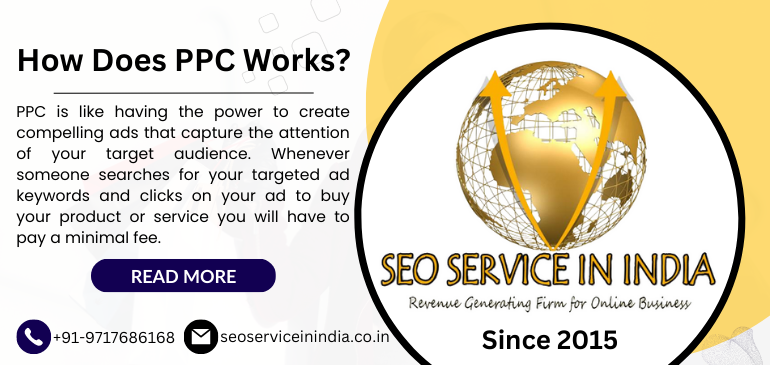 How Does PPC Works?
PPC is like having the power to create
compelling ads that capture the attention
of your target audience. Whenever
someone searches for your targeted ad
keywords and clicks on your ad to buy
your product or service you will have to
pay a minimal fee.
READ MORE
+91-9717686168
seoserviceinindia.co.in
SEO SERVICE IN INDIA
Revenue Generating Firm for Online Business
Since 2015